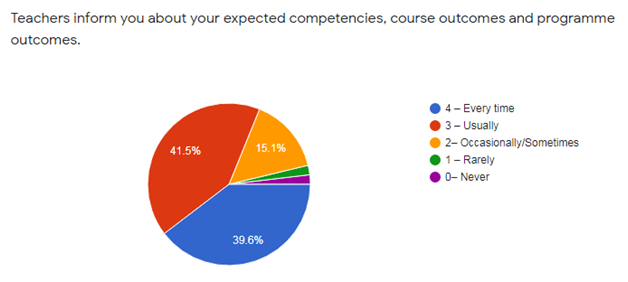 Teachers inform you about your expected competencies, course outcomes and programme
outcomes.
4 – Every time
3 – Usually
2– Occasionally/Sometimes
1 – Rarely
0– Never
41.5%
15.1%
39.6%